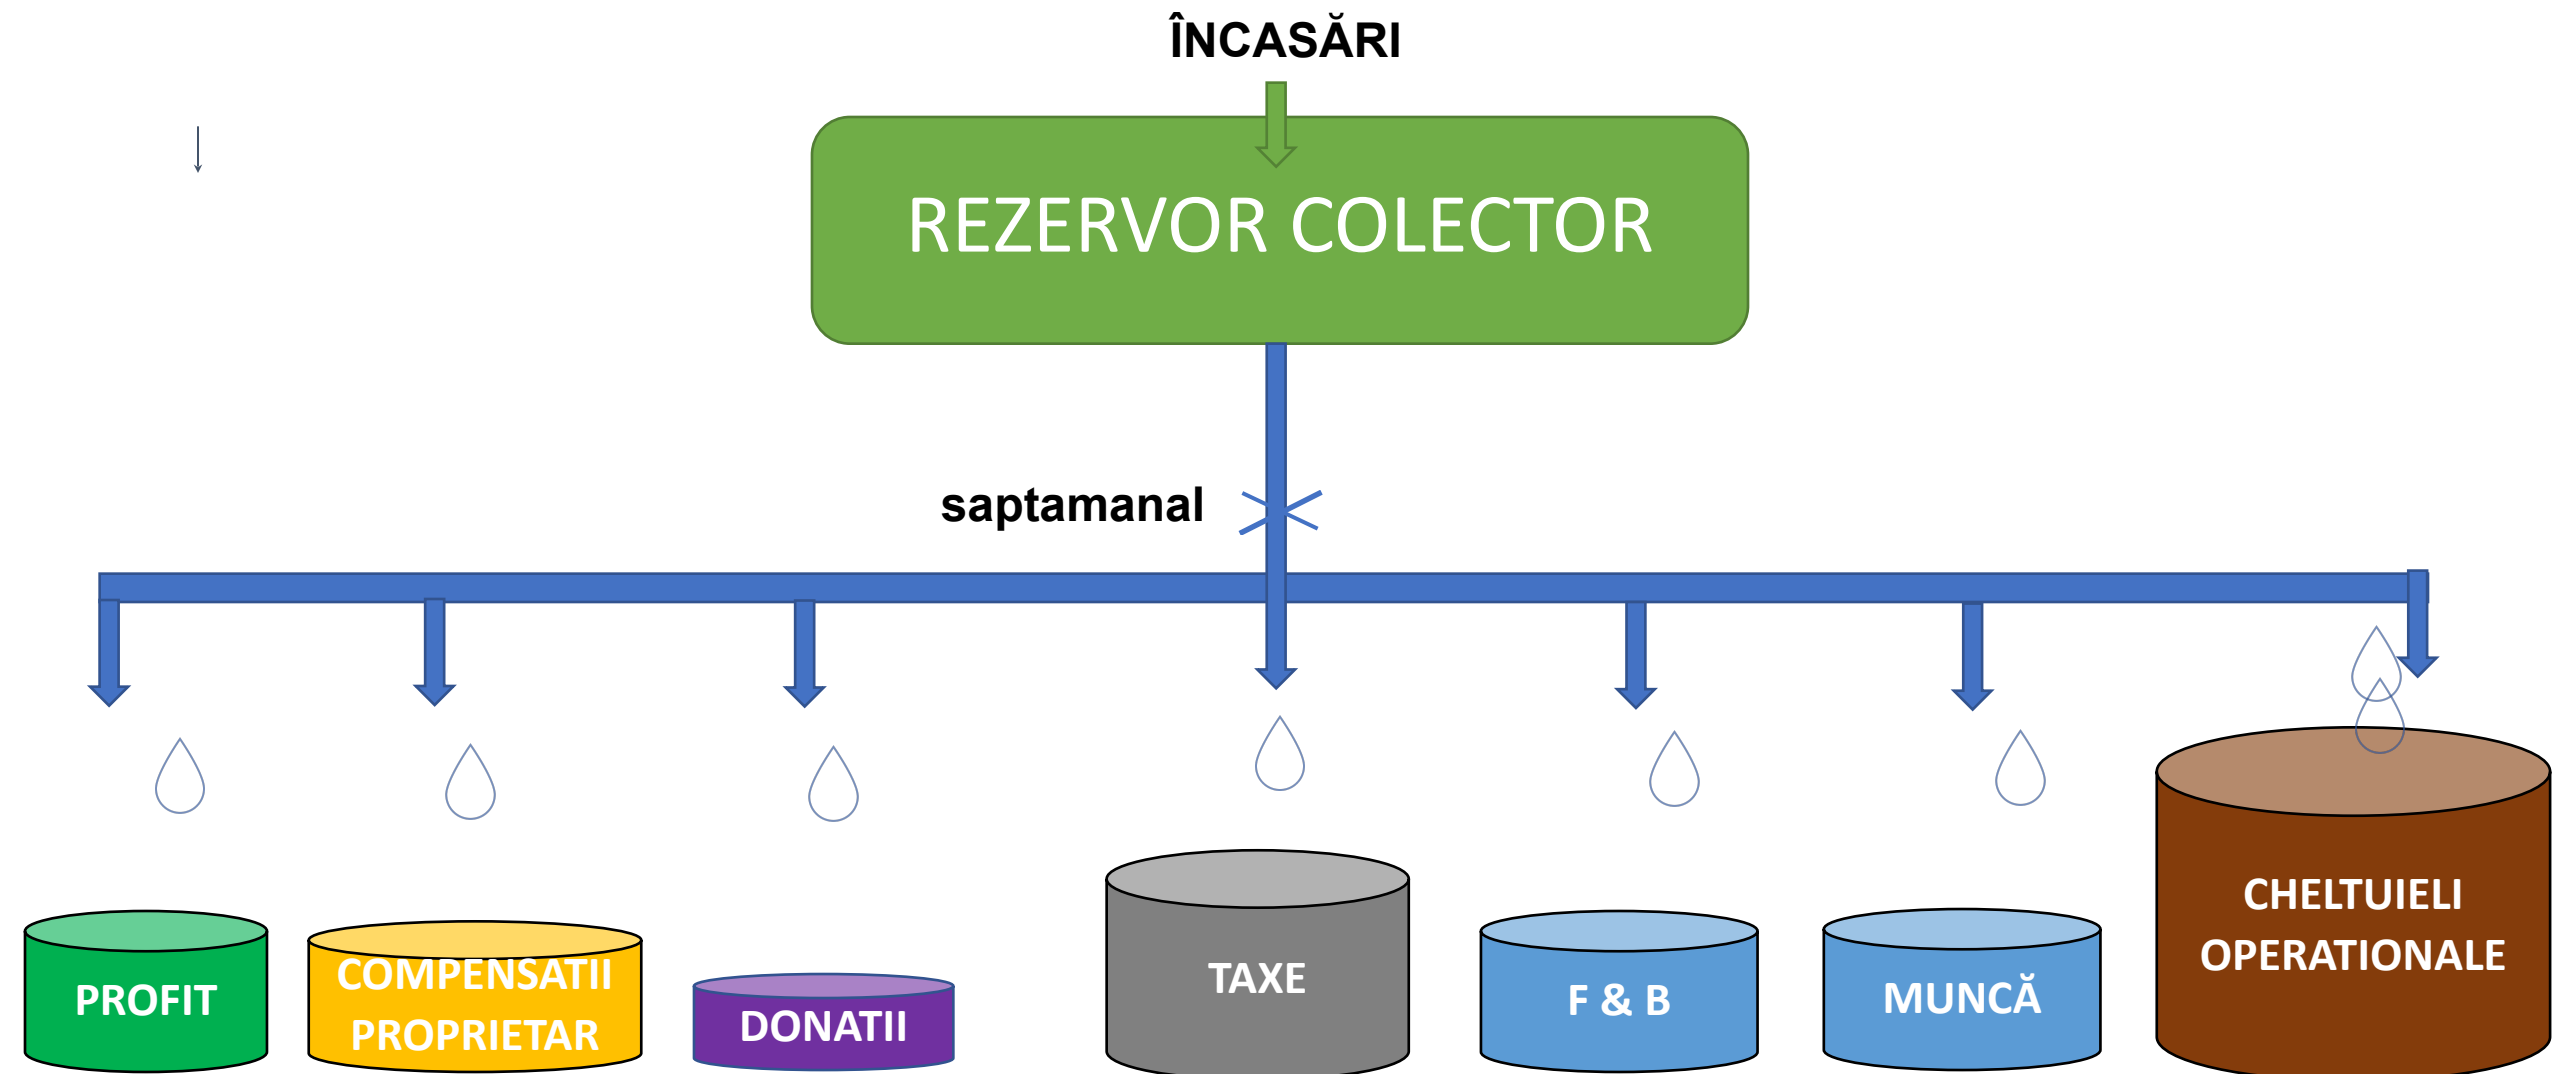 ÎNCASĂRI
REZERVOR COLECTOR
saptamanal
PROFIT
COMPENSATII
PROPRIETAR
DONATII
TAXE
F & B
MUNCĂ
CHELTUIELI
OPERATIONALE